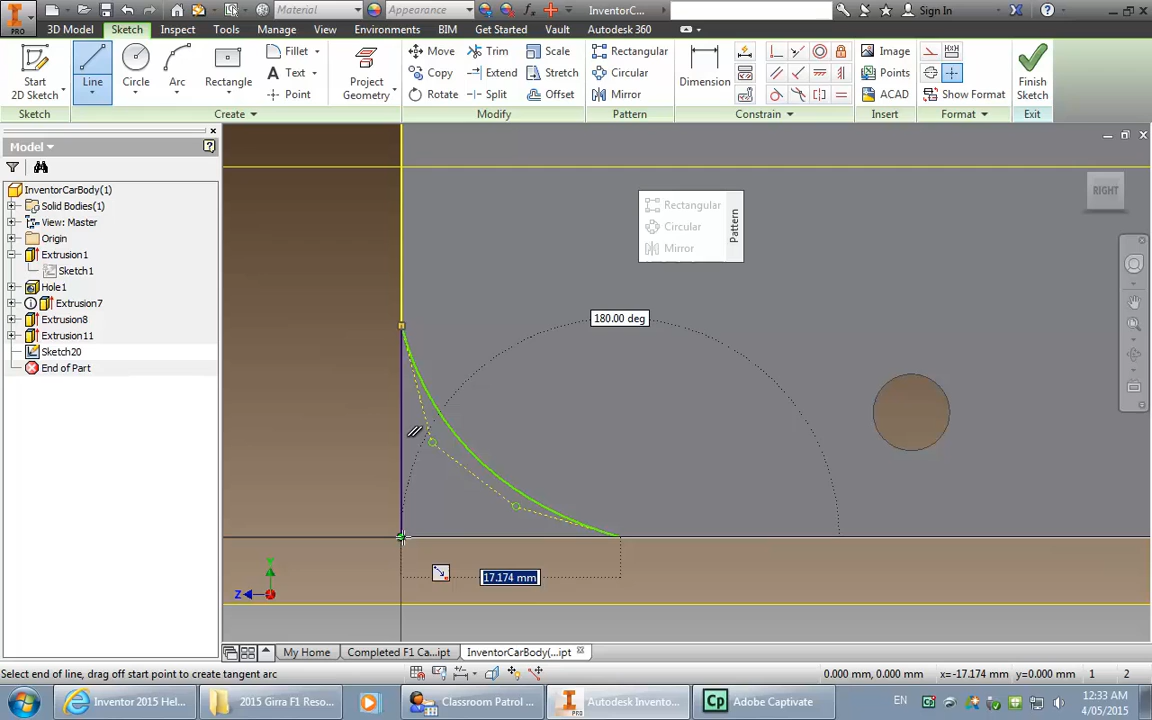 Material
Appearance
InventorC...
Sign In
PRO
3D Model
Sketch
Inspect
Tools
Manage
View
Environments
BIM
Get Started
Vault
Autodesk 360
Start
2D Sketch
Line
Circle
Arc
Rectangle
Fillet
Text
Point
Project
Geometry
Move
Copy
Rotate
Trim
Extend
Split
Scale
Stretch
Offset
Rectangular
Circular
Mirror
Dimension
Image
Points
ACAD
Show Format
Finish
Sketch
Sketch
Create
Modify
Pattern
Constrain
Insert
Format
Exit
Model
InventorCarBody(1)
Solid Bodies(1)
View: Master
Origin
Extrusion1
Sketch1
Hole1
Extrusion7
Extrusion8
Extrusion11
Sketch20
End of Part
Rectangular
Circular
Mirror
Pattern
RIGHT
180.00 deg
17.174 mm
Y
Z
My Home
Completed F1 Ca...ipt
InventorCarBody(...ipt
Select end of line, drag off start point to create tangent arc
0.000 mm, 0.000 mm
x=-17.174 mm; y=0.000 mm
1
2
Inventor 2015 Hel...
2015 Girra F1 Reso...
Classroom Patrol ...
Autodesk Invento...
Adobe Captivate
EN
12:33 AM
4/05/2015